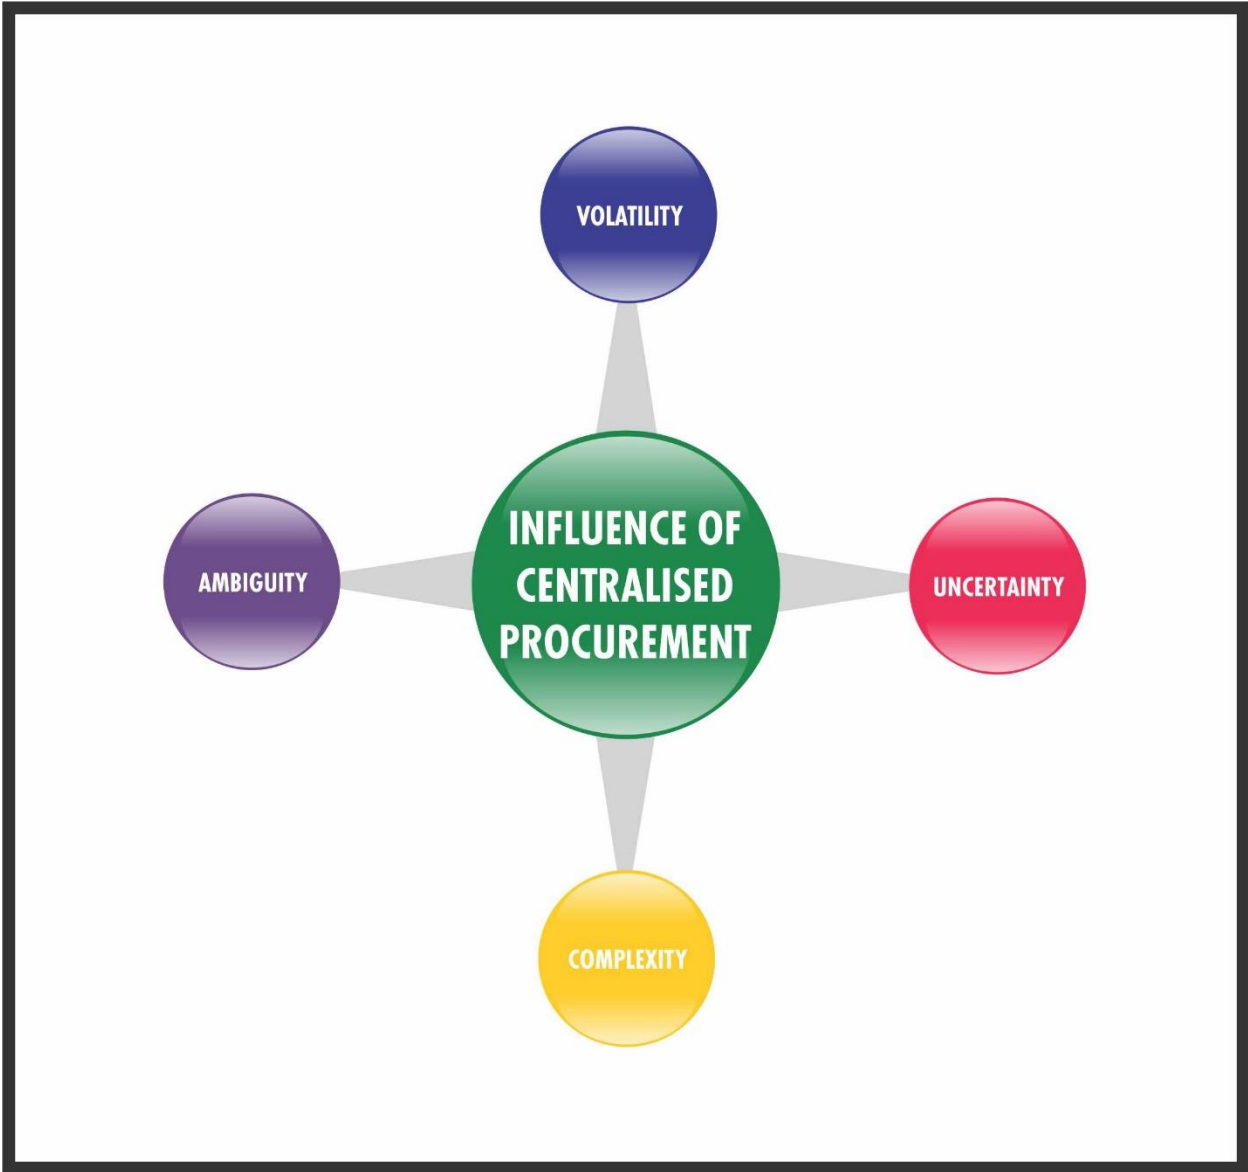 VOLATILITY
INFLUENCE OF
CENTRALISED
PROCUREMENT
AMBIGUITY
UNCERTAINTY
COMPLEXITY